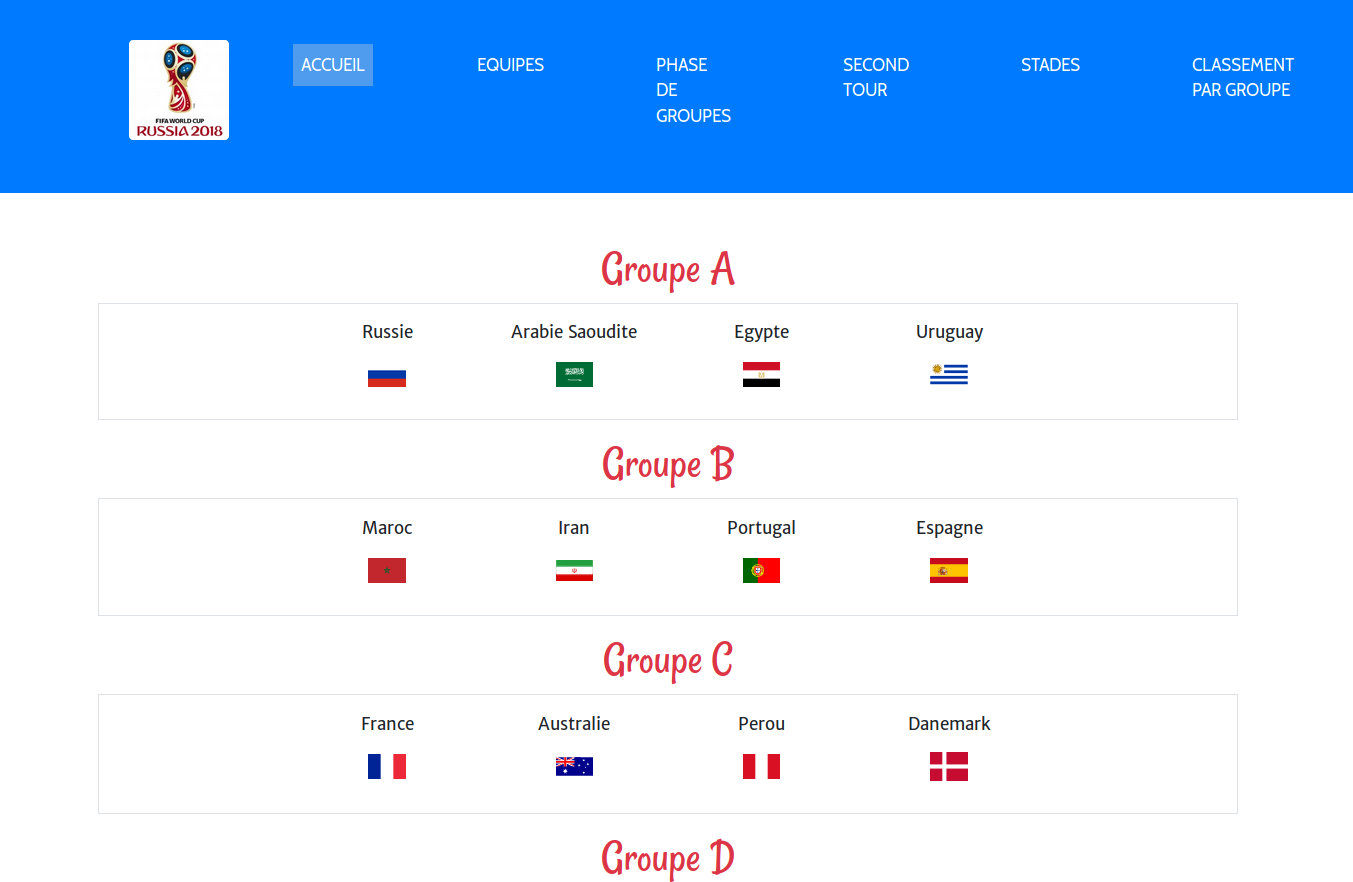 FIFA WORLD CUP
RUSSIA 2018
ACCUEIL
EQUIPES
PHASE
DE
GROUPES
SECOND
TOUR
STADES
CLASSEMENT
PAR GROUPE
Groupe A
Russie Arabie Saoudite Egypte Uruguay
Groupe B
Maroc Iran Portugal Espagne
Groupe C
France Australie Perou Danemark
Groupe D